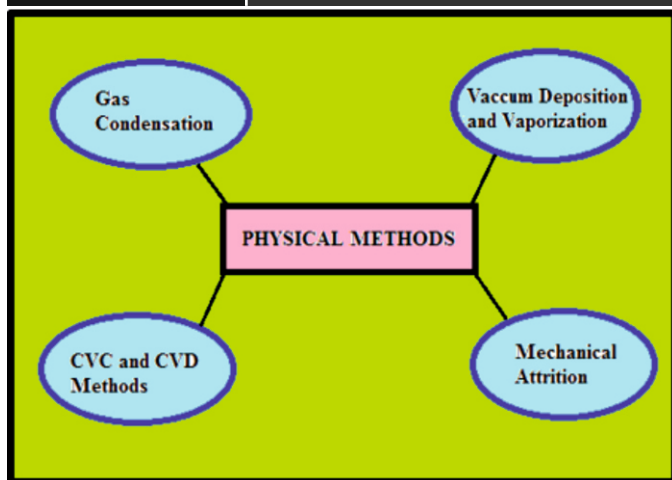 Gas
Condensation
Vaccum Deposition
and Vaporization
PHYSICAL METHODS
CVC and CVD
Methods
Mechanical
Attrition